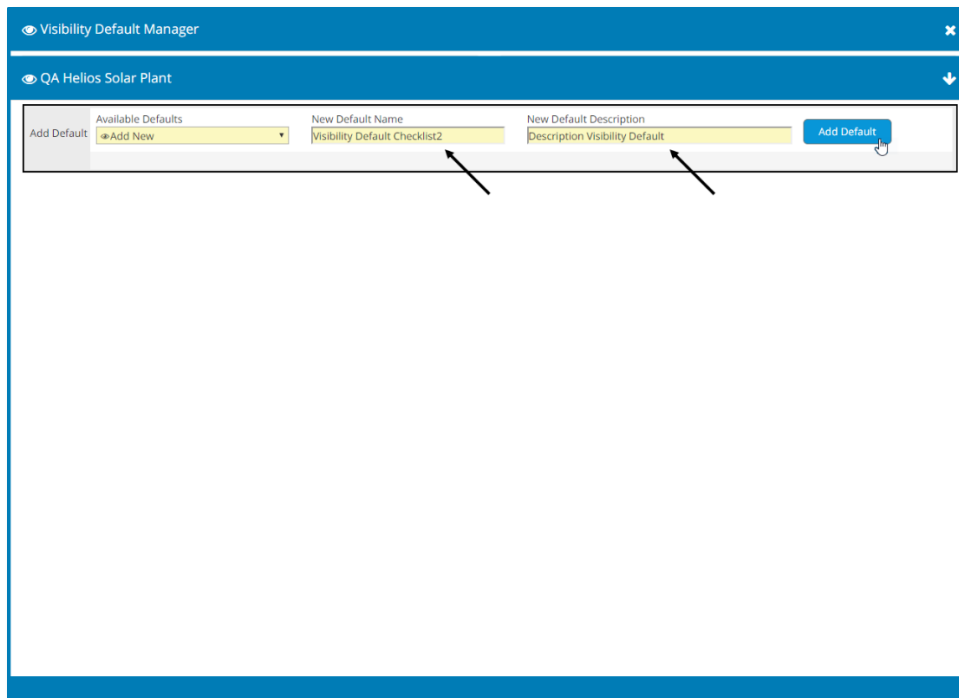 Visibility Default Manager
QA Helios Solar Plant
Add Default
Available Defaults
Add New
New Default Name
Visibility Default Checklist2
New Default Description
Description Visibility Default
Add Default